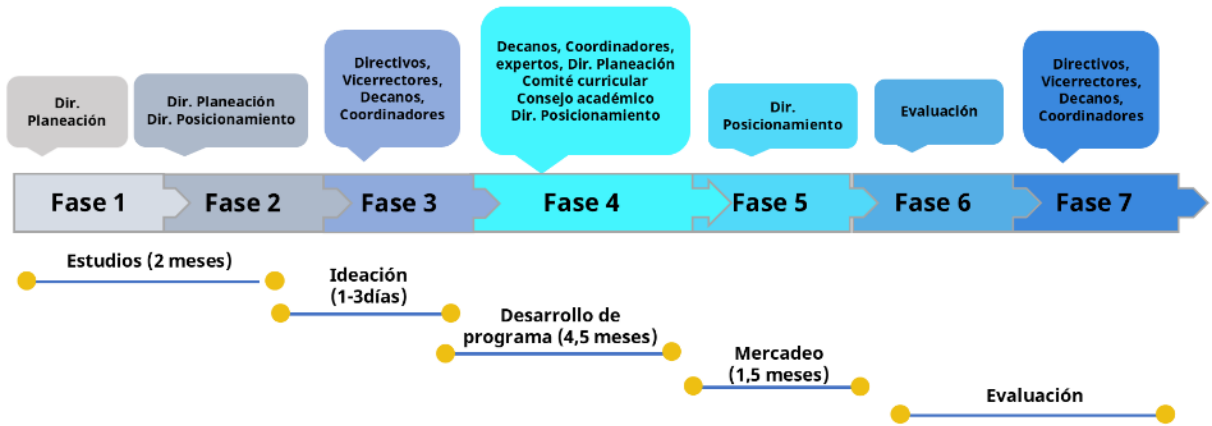 Dir.
Planeación
Dir. Planeación
Dir. Posicionamiento
Directivos,
Vicerrectores,
Decanos,
Coordinadores
Decanos, Coordinadores,
expertos, Dir. Planeación
Comité curricular
Consejo académico
Dir. Posicionamiento
Dir.
Posicionamiento
Evaluación
Directivos,
Vicerrectores,
Decanos,
Coordinadores
Fase 1
Fase 2
Fase 3
Fase 4
Fase 5
Fase 6
Fase 7
Estudios (2 meses)
Ideación
(1-3días)
Desarrollo de
programa (4,5 meses)
Mercadeo
(1,5 meses)
Evaluación